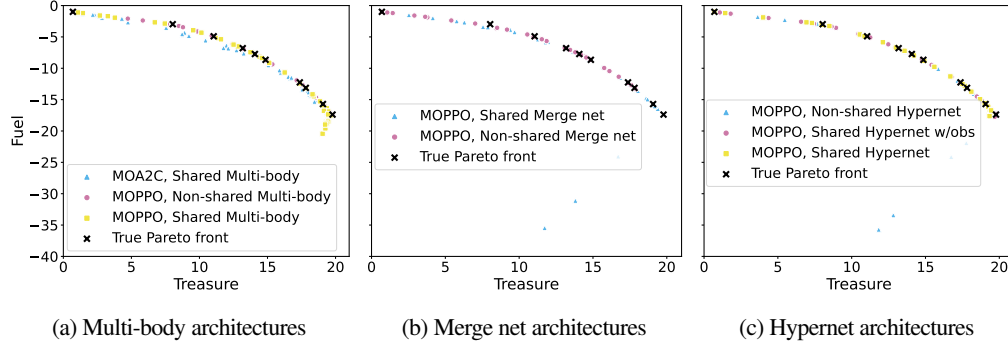 0
−5
−10
−15
−20
−25
−30
−35
−40
Fuel
MOA2C, Shared Multi-body
MOPPO, Non-shared Multi-body
MOPPO, Shared Multi-body
True Pareto front
0 5 10 15 20
Treasure
(a) Multi-body architectures
MOPPO, Shared Merge net
MOPPO, Non-shared Merge net
True Pareto front
0 5 10 15 20
Treasure
(b) Merge net architectures
MOPPO, Non-shared Hypernet
MOPPO, Shared Hypernet w/obs
MOPPO, Shared Hypernet
True Pareto front
0 5 10 15 20
Treasure
(c) Hypernet architectures